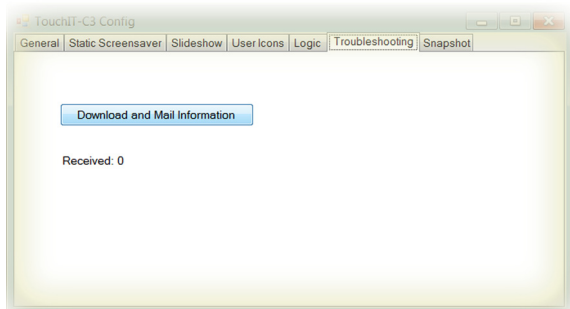 TouchIT-C3 Config
General Static Screensaver Slideshow User Icons Logic Troubleshooting Snapshot
Download and Mail Information
Received: 0